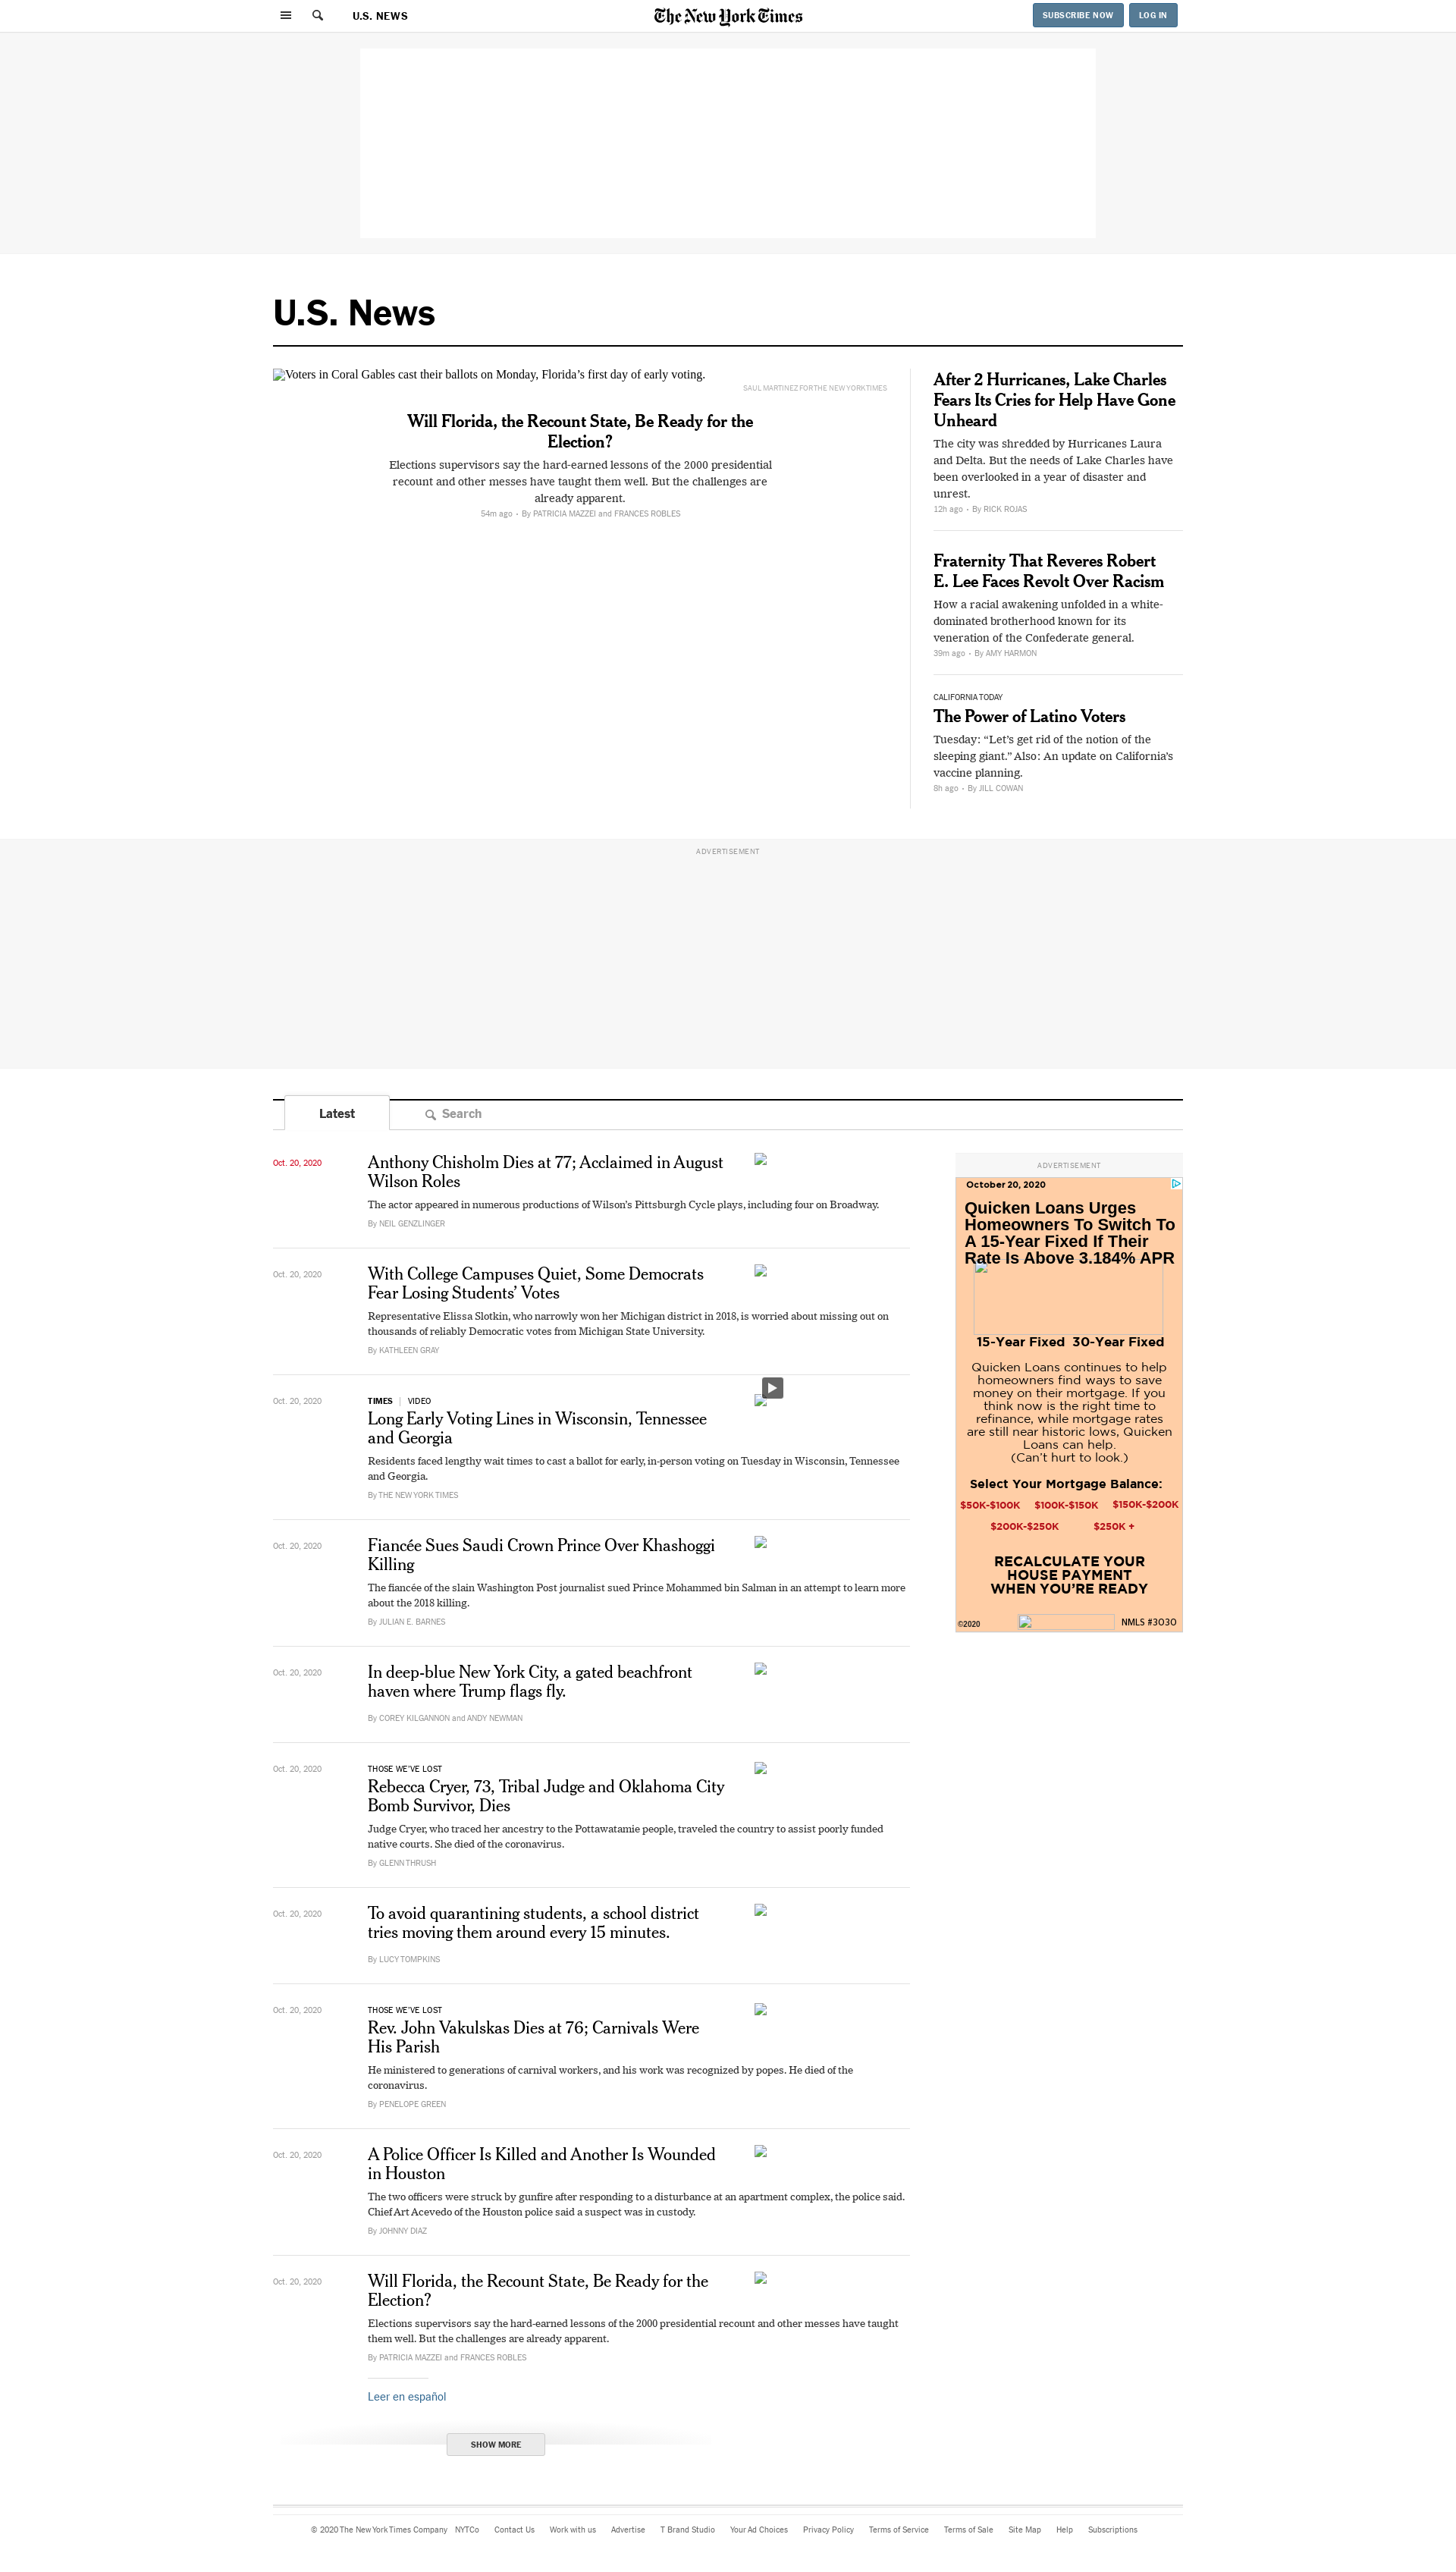 U.S. NEWS
The New York Times
SUBSCRIBE NOW
LOG IN
U.S. News
Voters in Coral Gables cast their ballots on Monday, Florida’s first day of early voting.
SAUL MARTINEZ FOR THE NEW YORK TIMES
Will Florida, the Recount State, Be Ready for the
Election?
Elections supervisors say the hard-earned lessons of the 2000 presidential
recount and other messes have taught them well. But the challenges are
already apparent.
54m ago • By PATRICIA MAZZEI and FRANCES ROBLES
After 2 Hurricanes, Lake Charles
Fears Its Cries for Help Have Gone
Unheard
The city was shredded by Hurricanes Laura
and Delta. But the needs of Lake Charles have
been overlooked in a year of disaster and
unrest.
12h ago • By RICK ROJAS
Fraternity That Reveres Robert
E. Lee Faces Revolt Over Racism
How a racial awakening unfolded in a white-
dominated brotherhood known for its
veneration of the Confederate general.
39m ago • By AMY HARMON
CALIFORNIA TODAY
The Power of Latino Voters
Tuesday: “Let’s get rid of the notion of the
sleeping giant.” Also: An update on California’s
vaccine planning.
8h ago • By JILL COWAN
ADVERTISEMENT
Latest
Search
Oct. 20, 2020
Anthony Chisholm Dies at 77; Acclaimed in August
Wilson Roles
The actor appeared in numerous productions of Wilson’s Pittsburgh Cycle plays, including four on Broadway.
By NEIL GENZLINGER
Oct. 20, 2020
With College Campuses Quiet, Some Democrats
Fear Losing Students’ Votes
Representative Elissa Slotkin, who narrowly won her Michigan district in 2018, is worried about missing out on
thousands of reliably Democratic votes from Michigan State University.
By KATHLEEN GRAY
Oct. 20, 2020
TIMES | VIDEO
Long Early Voting Lines in Wisconsin, Tennessee
and Georgia
Residents faced lengthy wait times to cast a ballot for early, in-person voting on Tuesday in Wisconsin, Tennessee
and Georgia.
By THE NEW YORK TIMES
Oct. 20, 2020
Fiancée Sues Saudi Crown Prince Over Khashoggi
Killing
The fiancée of the slain Washington Post journalist sued Prince Mohammed bin Salman in an attempt to learn more
about the 2018 killing.
By JULIAN E. BARNES
Oct. 20, 2020
In deep-blue New York City, a gated beachfront
haven where Trump flags fly.
By COREY KILGANNON and ANDY NEWMAN
Oct. 20, 2020
THOSE WE’VE LOST
Rebecca Cryer, 73, Tribal Judge and Oklahoma City
Bomb Survivor, Dies
Judge Cryer, who traced her ancestry to the Pottawatamie people, traveled the country to assist poorly funded
native courts. She died of the coronavirus.
By GLENN THRUSH
Oct. 20, 2020
To avoid quarantining students, a school district
tries moving them around every 15 minutes.
By LUCY TOMPKINS
Oct. 20, 2020
THOSE WE’VE LOST
Rev. John Vakulskas Dies at 76; Carnivals Were
His Parish
He ministered to generations of carnival workers, and his work was recognized by popes. He died of the
coronavirus.
By PENELOPE GREEN
Oct. 20, 2020
A Police Officer Is Killed and Another Is Wounded
in Houston
The two officers were struck by gunfire after responding to a disturbance at an apartment complex, the police said.
Chief Art Acevedo of the Houston police said a suspect was in custody.
By JOHNNY DIAZ
Oct. 20, 2020
Will Florida, the Recount State, Be Ready for the
Election?
Elections supervisors say the hard-earned lessons of the 2000 presidential recount and other messes have taught
them well. But the challenges are already apparent.
By PATRICIA MAZZEI and FRANCES ROBLES
Leer en español
SHOW MORE
ADVERTISEMENT
October 20, 2020
Quicken Loans Urges
Homeowners To Switch To
A 15-Year Fixed If Their
Rate Is Above 3.184% APR
15-Year Fixed 30-Year Fixed
Quicken Loans continues to help
homeowners find ways to save
money on their mortgage. If you
think now is the right time to
refinance, while mortgage rates
are still near historic lows, Quicken
Loans can help.
(Can’t hurt to look.)
Select Your Mortgage Balance:
$50K-$100K $100K-$150K $150K-$200K
$200K-$250K $250K +
RECALCULATE YOUR
HOUSE PAYMENT
WHEN YOU’RE READY
©2020
NMLS #3030
© 2020 The New York Times Company NYTCo Contact Us Work with us Advertise T Brand Studio Your Ad Choices Privacy Policy Terms of Service Terms of Sale Site Map Help Subscriptions